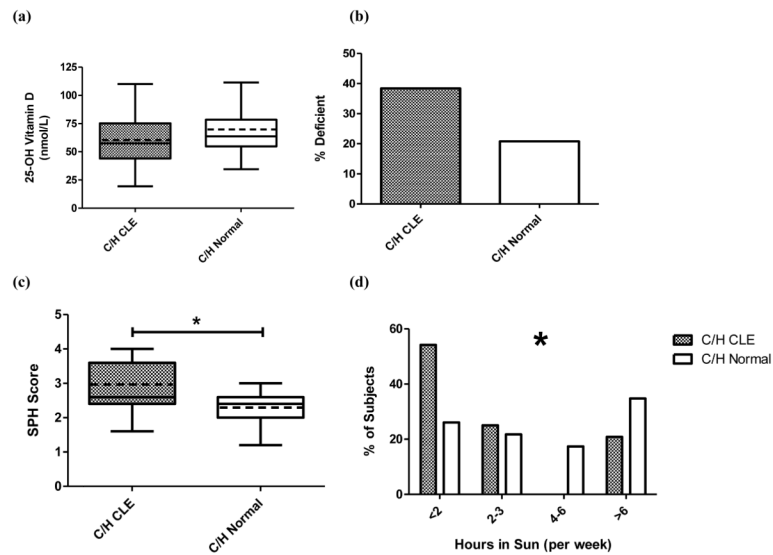 (a)
25-OH Vitamin D
(nmol/L)
125
100
75
50
25
0
C/H CLE
C/H Normal
(b)
% Deficient
50
40
30
20
10
0
C/H CLE
C/H Normal
(c)
SPH Score
5
4
3
2
1
0
*
C/H CLE
C/H Normal
(d)
% of Subjects
60
40
20
0
*
<2
2-3
4-6
>6
Hours in Sun (per week)
C/H CLE
C/H Normal